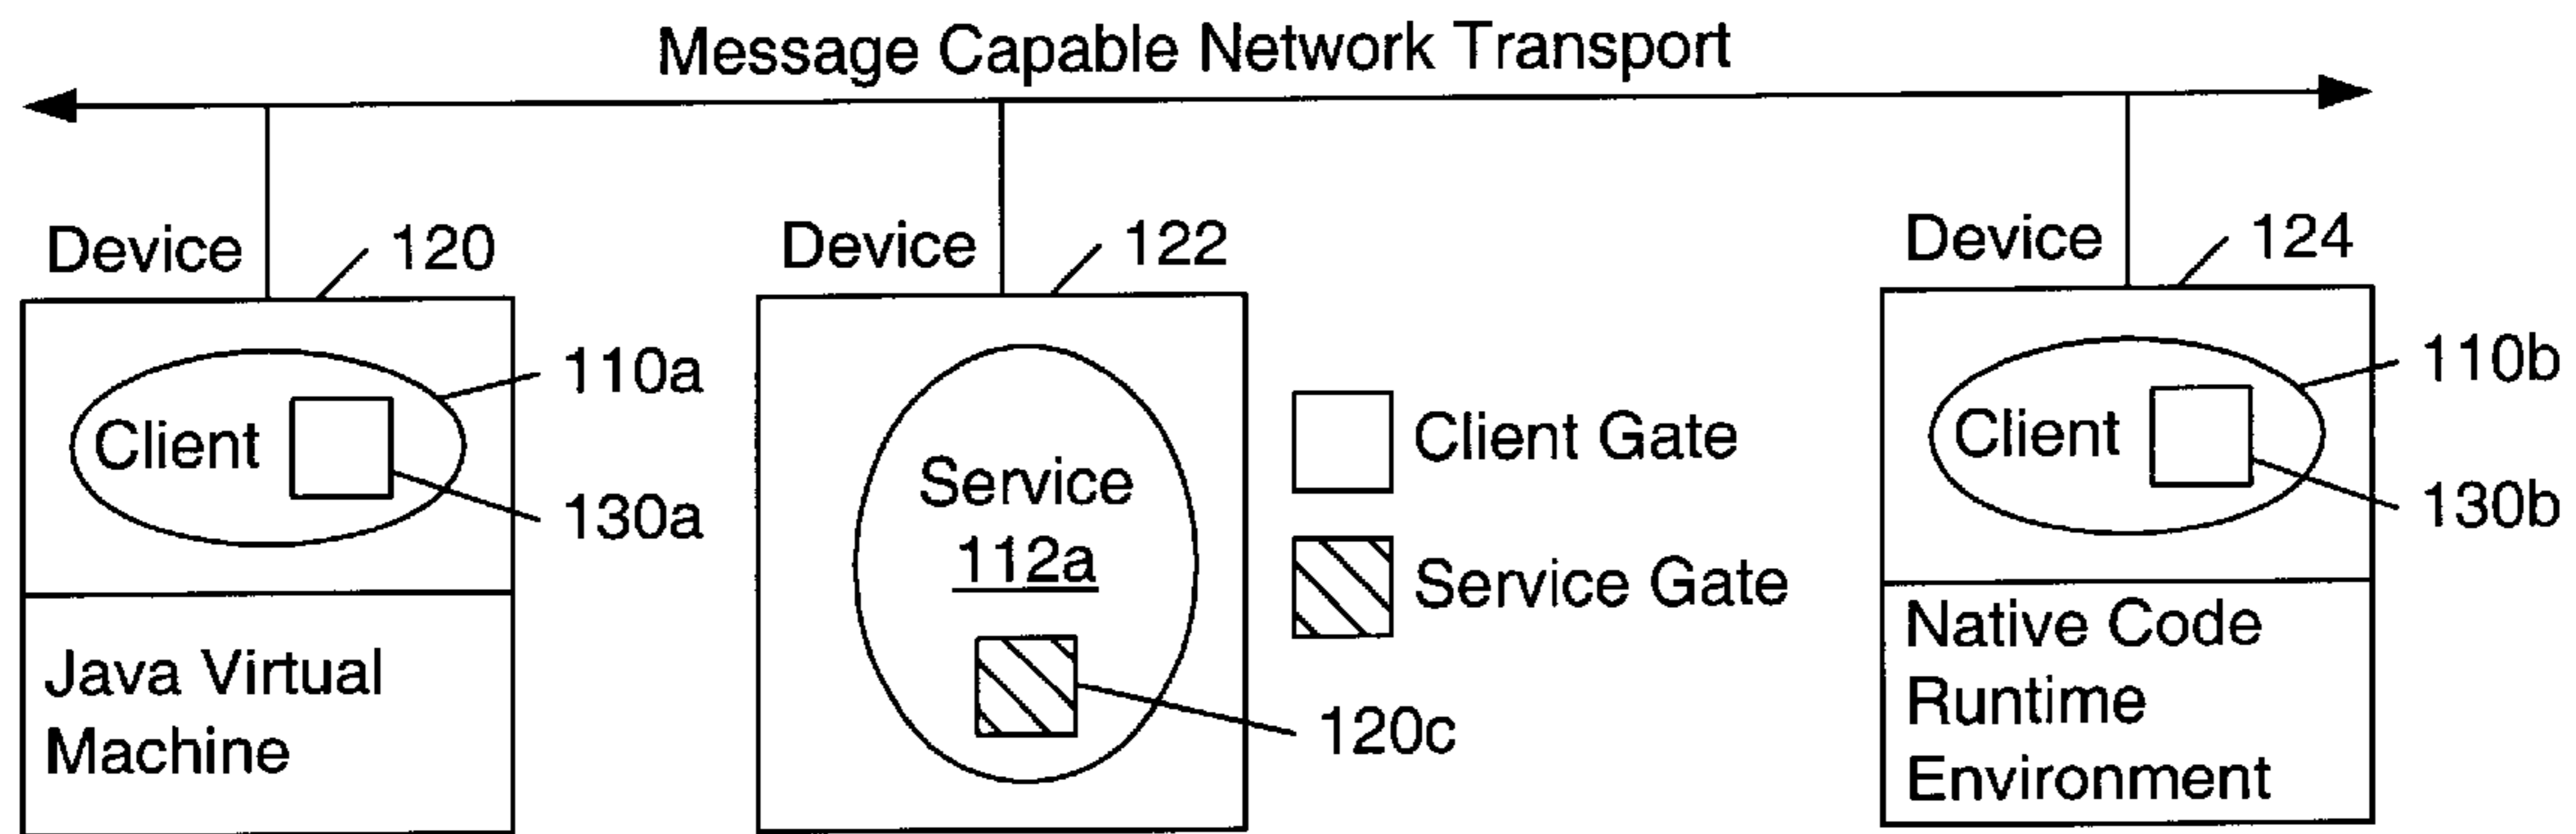 Message Capable Network Transport
Device
120
Device
122
Device
124
110a
Client
130a
Java Virtual
Machine
Service
112a
120c
Client Gate
Service Gate
110b
Client
130b
Native Code
Runtime
Environment